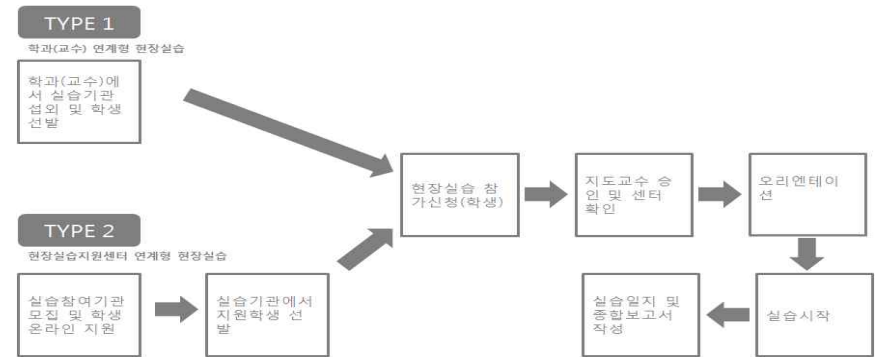 TYPE 1
학과(교수) 연계형 현장실습
학과(교수)에
서 실습기관
섭외 및 학생
선발
현장실습 참
가신청(학생)
지도교수 승
인 및 센터
확인
오리엔테이
션
TYPE 2
현장실습지원센터 연계형 현장실습
실습참여기관
모집 및 학생
온라인 지원
실습기관에서
지원학생 선
발
실습시작
실습일지 및
종합보고서
작성